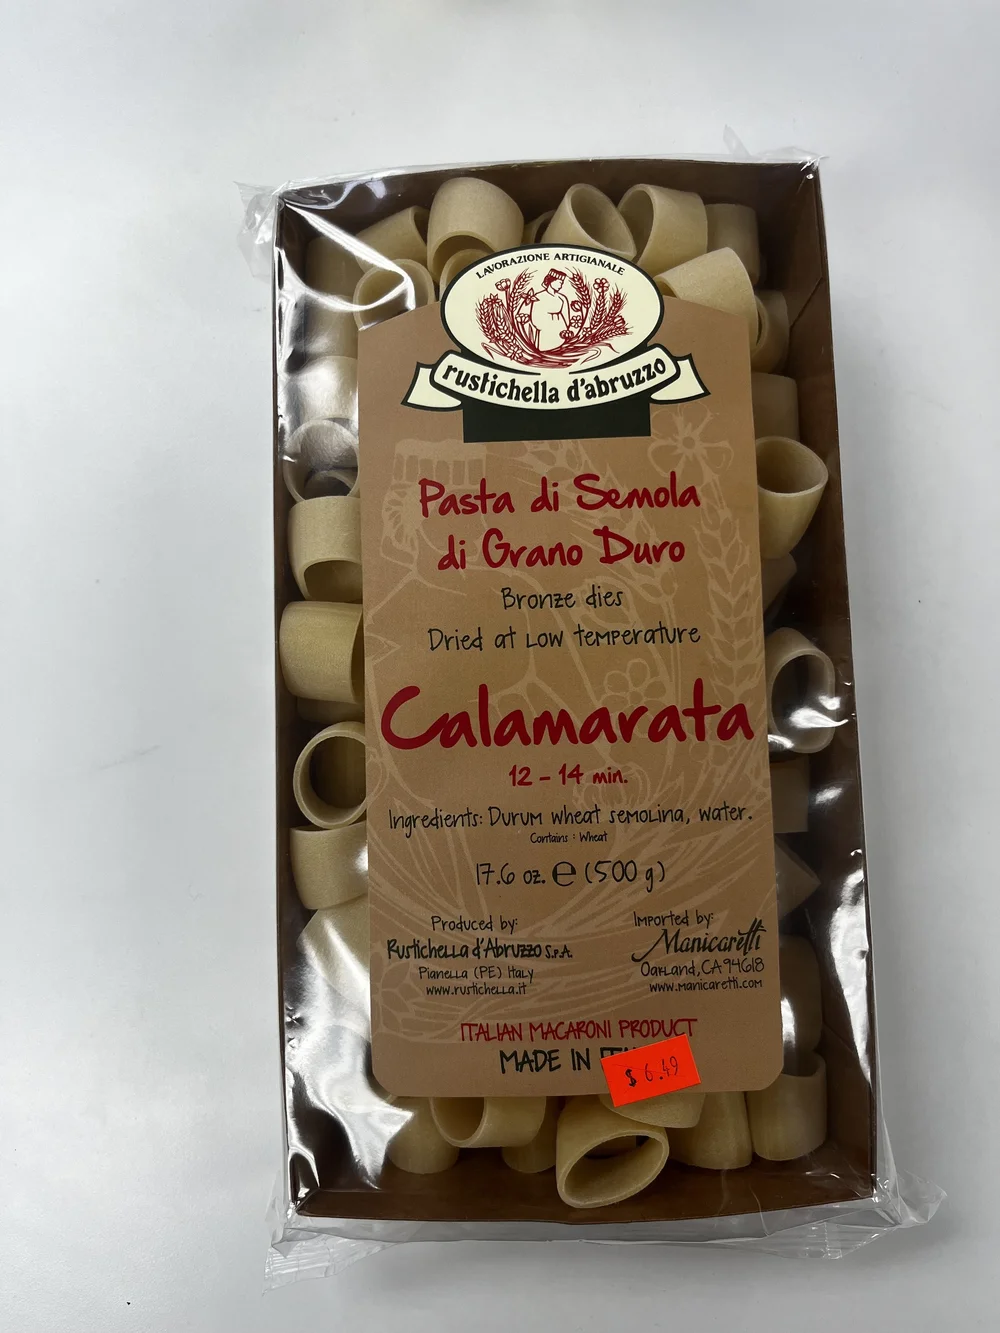 LAVORAZIONE ARTIGIANALE
rustichella d'abruzzo
Pasta di Semola
di Grano Duro
Bronze dies
Dried at low temperature
Calamarata
12 - 14 min.
Ingredients: Durum wheat semolina, water.
Contains : Wheat
17.6 oz. ℮ (500 g)
Produced by:
Rustichella d'Abruzzo S.p.A.
Pianella (PE) Italy
www.rustichella.it
Imported by:
Manicaretti
Oakland, CA 94618
www.manicaretti.com
ITALIAN MACARONI PRODUCT
MADE IN
$ 6.49